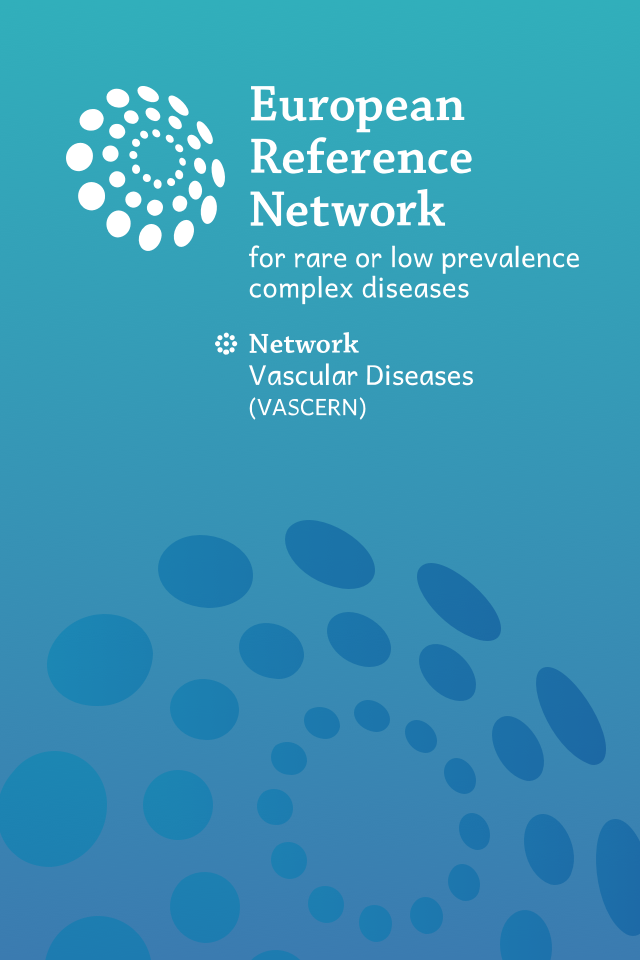 European
Reference
Network
for rare or low prevalence
complex diseases
Network
Vascular Diseases
(VASCERN)